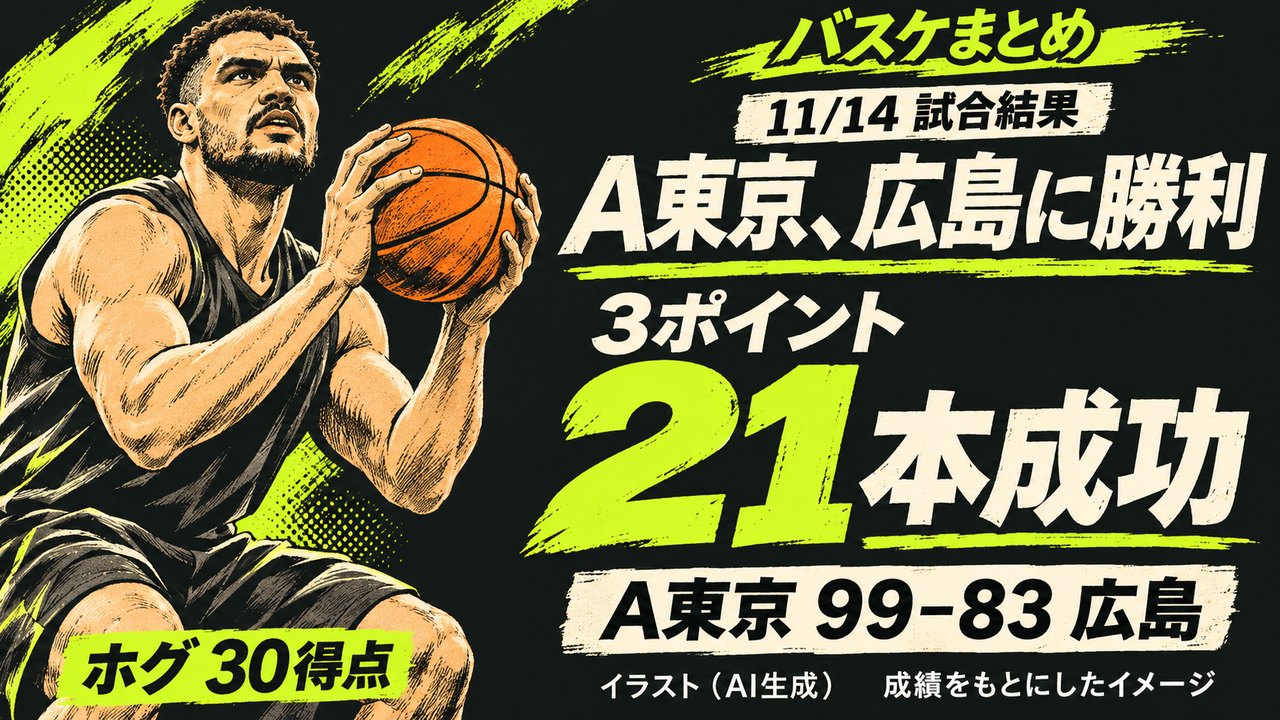 バスケまとめ
11/14 試合結果
A東京、広島に勝利
3ポイント
21本成功
A東京 99-83 広島
ホグ 30得点
イラスト（AI生成） 成績をもとにしたイメージ